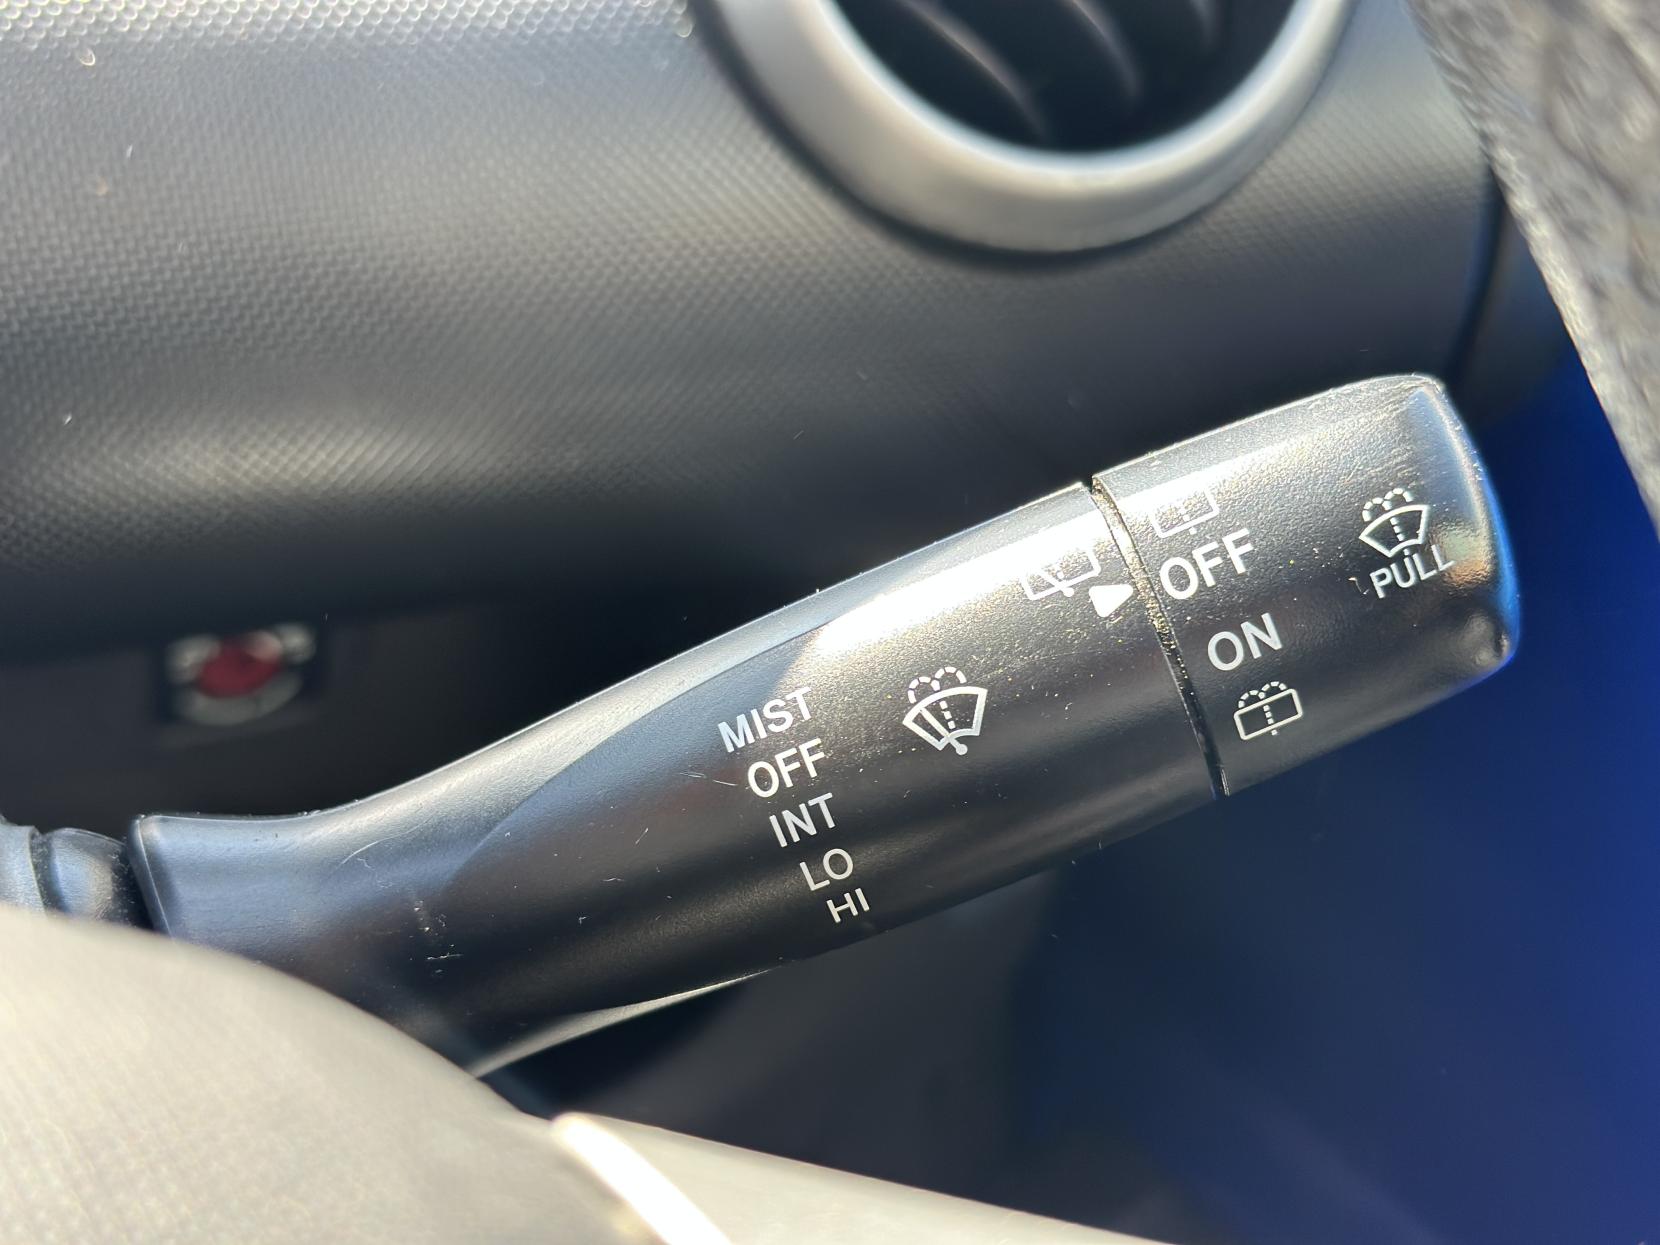 MIST
OFF
INT
LO
HI
OFF
ON
PULL